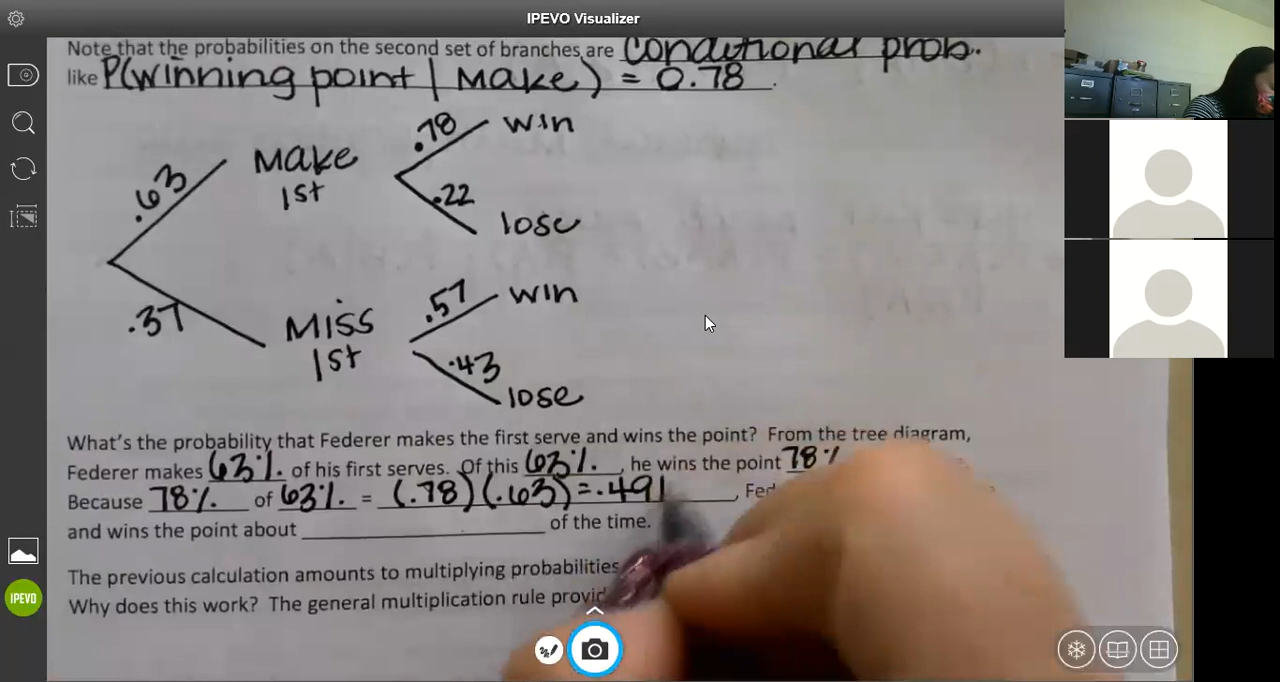 IPEVO Visualizer
Note that the probabilities on the second set of branches are conditional prob.
like P(winning point | Make) = 0.78.
.78 win
.63 Make
1st
.22 lose
.57 win
.37 Miss
1st
.43 lose
What's the probability that Federer makes the first serve and wins the point? From the tree diagram,
Federer makes 63%. of his first serves. Of this 63%., he wins the point 78%
Because 78%. of 63%. = (.78)(.63) = .491, Fed
and wins the point about of the time.
The previous calculation amounts to multiplying probabilities
Why does this work? The general multiplication rule provid
IPEVO